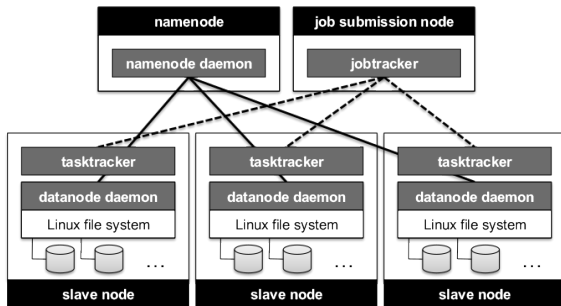 namenode
job submission node
namenode daemon
jobtracker
tasktracker
tasktracker
tasktracker
datanode daemon
datanode daemon
datanode daemon
Linux file system
Linux file system
Linux file system
...
...
...
slave node
slave node
slave node